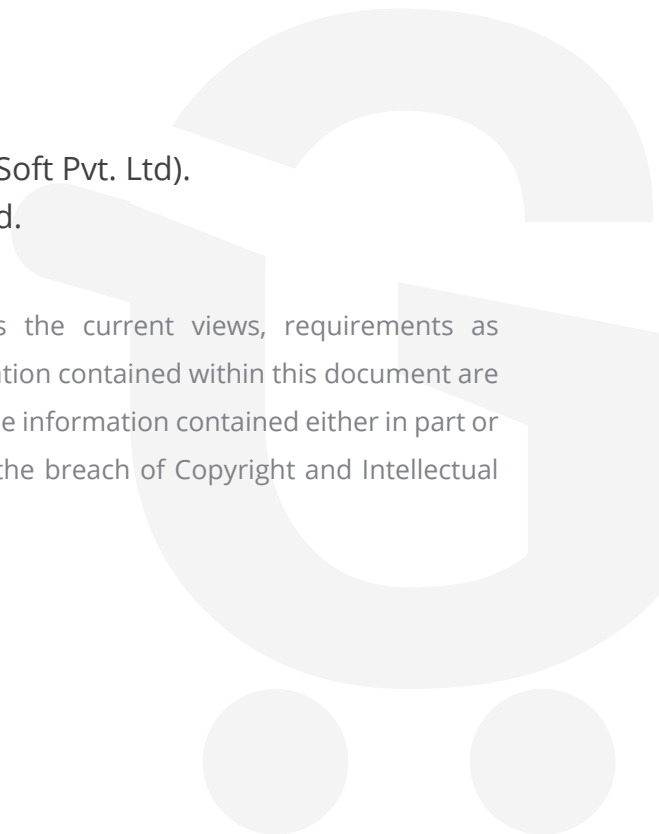 Soft Pvt. Ltd).
d.
s the current views, requirements as
ation contained within this document are
e information contained either in part or
the breach of Copyright and Intellectual